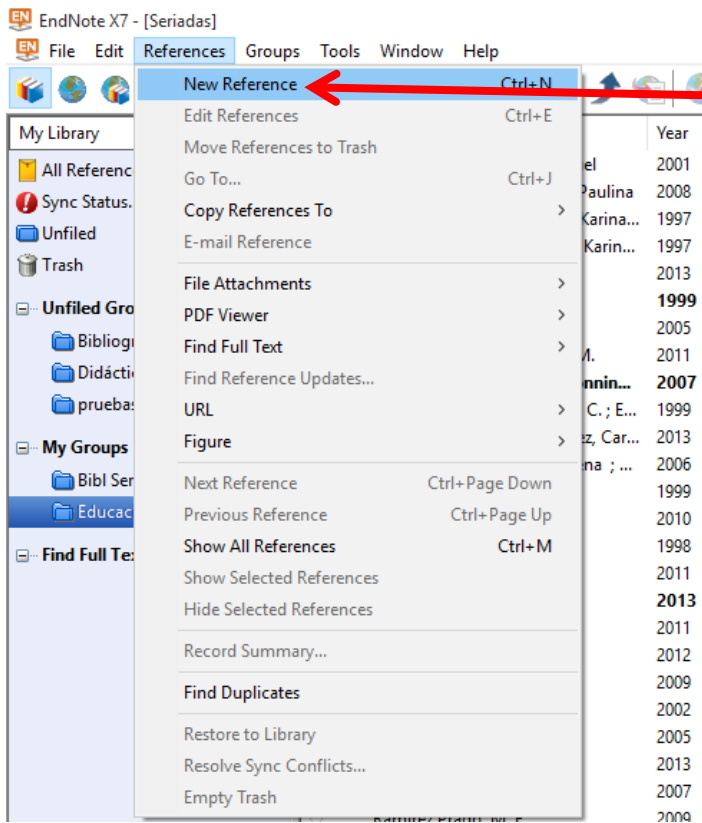 EndNote X7 - [Seriadas]
File Edit References Groups Tools Window Help
New Reference Ctrl+N
Edit References Ctrl+E
My Library Year
Move References to Trash
All Referenc el 2001
Go To... Ctrl+J
Sync Status. Paulina 2008
Copy References To
Unfiled Karina... 1997
E-mail Reference Karin... 1997
Trash
File Attachments 2013
Unfiled Gro 1999
PDF Viewer
Bibliogr 2005
Find Full Text M. 2011
Didácti
Find Reference Updates... nnin... 2007
pruebas
URL C. ; E... 1999
My Groups
Figure ez, Car... 2013
Bibl Ser na ; ... 2006
Next Reference Ctrl+Page Down 1999
Educac
Previous Reference Ctrl+Page Up 2010
Find Full Te
Show All References Ctrl+M 1998
Show Selected References 2011
Hide Selected References 2013
2011
Record Summary... 2012
Find Duplicates 2009
2002
Restore to Library 2005
Resolve Sync Conflicts... 2013
Empty Trash 2007
2009